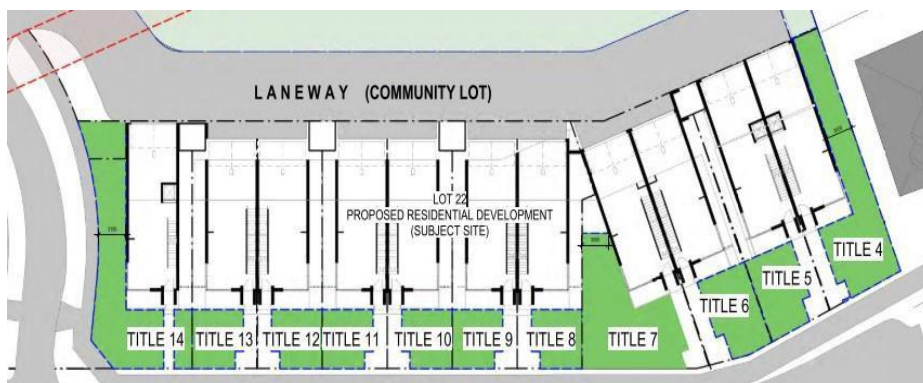 LANEWAY (COMMUNITY LOT)
LOT 22
PROPOSED RESIDENTIAL DEVELOPMENT
(SUBJECT SITE)
TITLE 4
TITLE 5
TITLE 6
TITLE 7
TITLE 14
TITLE 13
TITLE 12
TITLE 11
TITLE 10
TITLE 9
TITLE 8